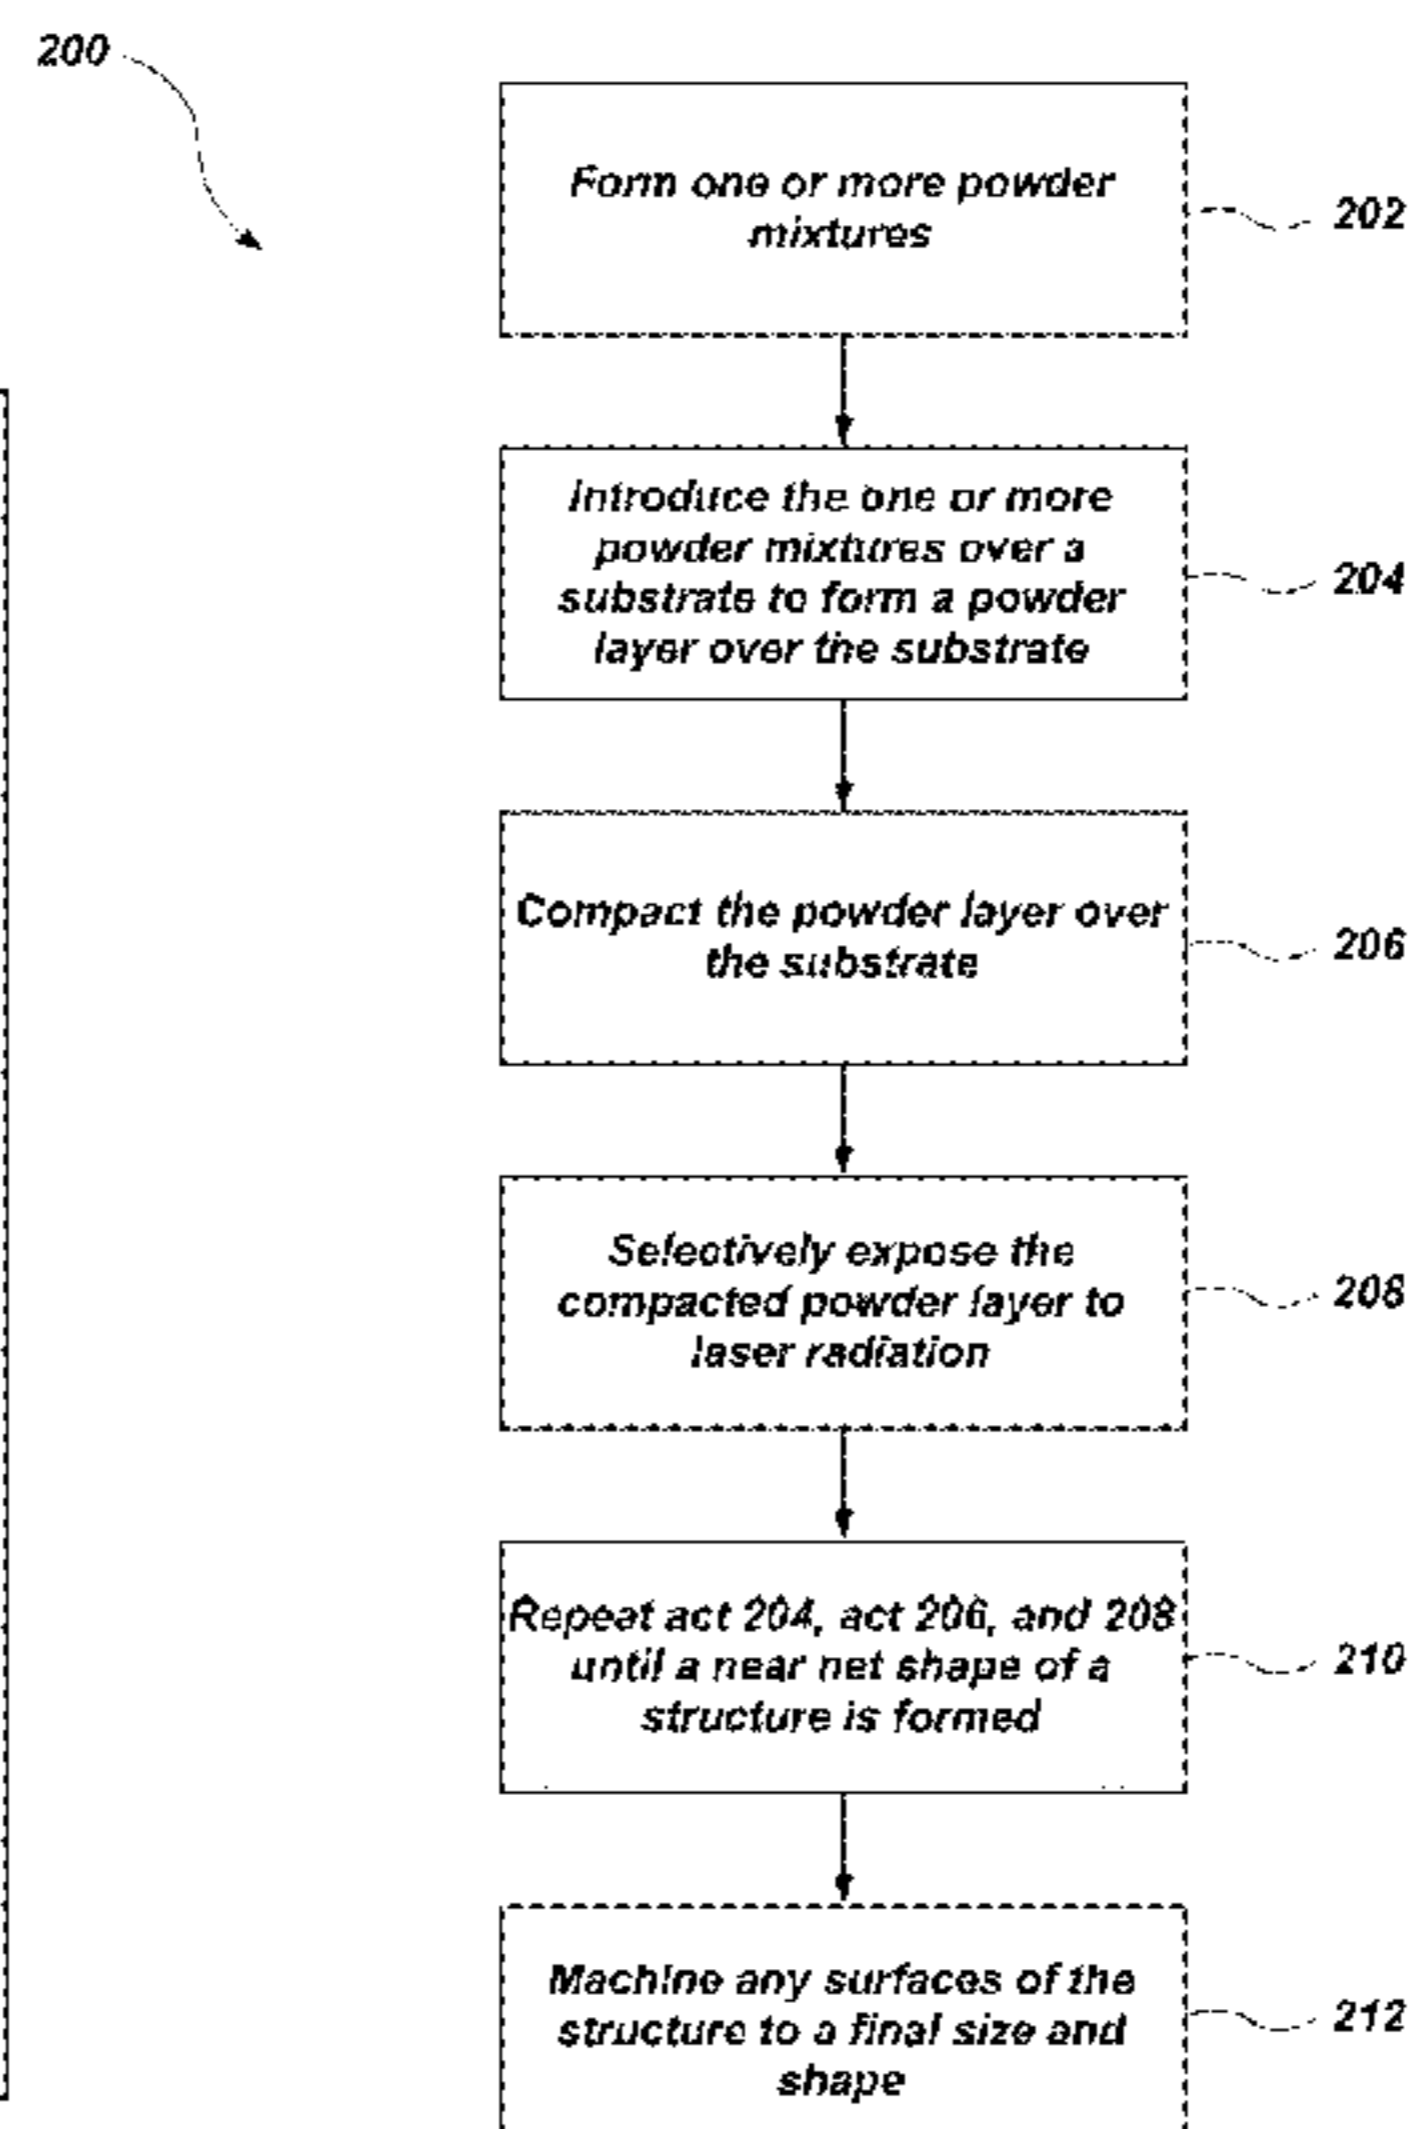 200
Form one or more powder
mixtures
202
Introduce the one or more
powder mixtures over a
substrate to form a powder
layer over the substrate
204
Compact the powder layer over
the substrate
206
Selectively expose the
compacted powder layer to
laser radiation
208
Repeat act 204, act 206, and 208
until a near net shape of a
structure is formed
210
Machine any surfaces of the
structure to a final size and
shape
212